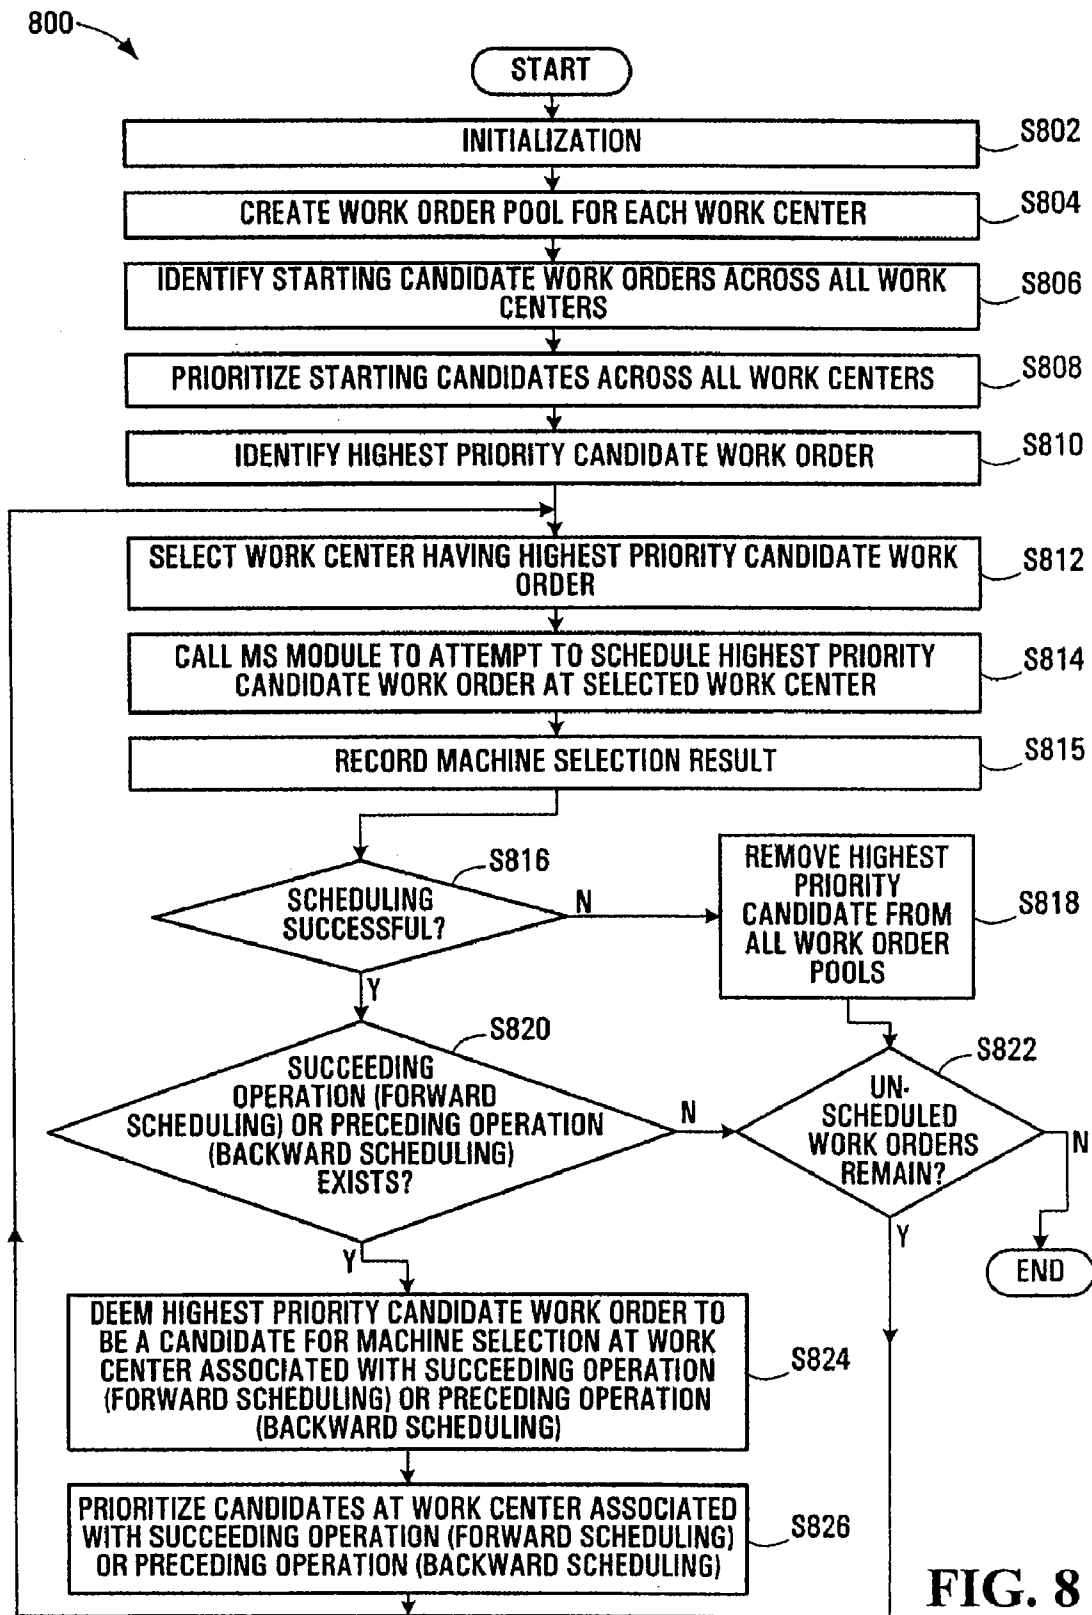 800
START
INITIALIZATION
S802
CREATE WORK ORDER POOL FOR EACH WORK CENTER
S804
IDENTIFY STARTING CANDIDATE WORK ORDERS ACROSS ALL WORK
CENTERS
S806
PRIORITIZE STARTING CANDIDATES ACROSS ALL WORK CENTERS
S808
IDENTIFY HIGHEST PRIORITY CANDIDATE WORK ORDER
S810
SELECT WORK CENTER HAVING HIGHEST PRIORITY CANDIDATE WORK
ORDER
S812
CALL MS MODULE TO ATTEMPT TO SCHEDULE HIGHEST PRIORITY
CANDIDATE WORK ORDER AT SELECTED WORK CENTER
S814
RECORD MACHINE SELECTION RESULT
S815
SCHEDULING
SUCCESSFUL?
S816
N
Y
REMOVE HIGHEST
PRIORITY
CANDIDATE FROM
ALL WORK ORDER
POOLS
S818
SUCCEEDING
OPERATION (FORWARD
SCHEDULING) OR PRECEDING OPERATION
(BACKWARD SCHEDULING)
EXISTS?
S820
N
Y
UN-
SCHEDULED
WORK ORDERS
REMAIN?
S822
N
Y
END
DEEM HIGHEST PRIORITY CANDIDATE WORK ORDER TO
BE A CANDIDATE FOR MACHINE SELECTION AT WORK
CENTER ASSOCIATED WITH SUCCEEDING OPERATION
(FORWARD SCHEDULING) OR PRECEDING OPERATION
(BACKWARD SCHEDULING)
S824
PRIORITIZE CANDIDATES AT WORK CENTER ASSOCIATED
WITH SUCCEEDING OPERATION (FORWARD SCHEDULING)
OR PRECEDING OPERATION (BACKWARD SCHEDULING)
S826
FIG. 8